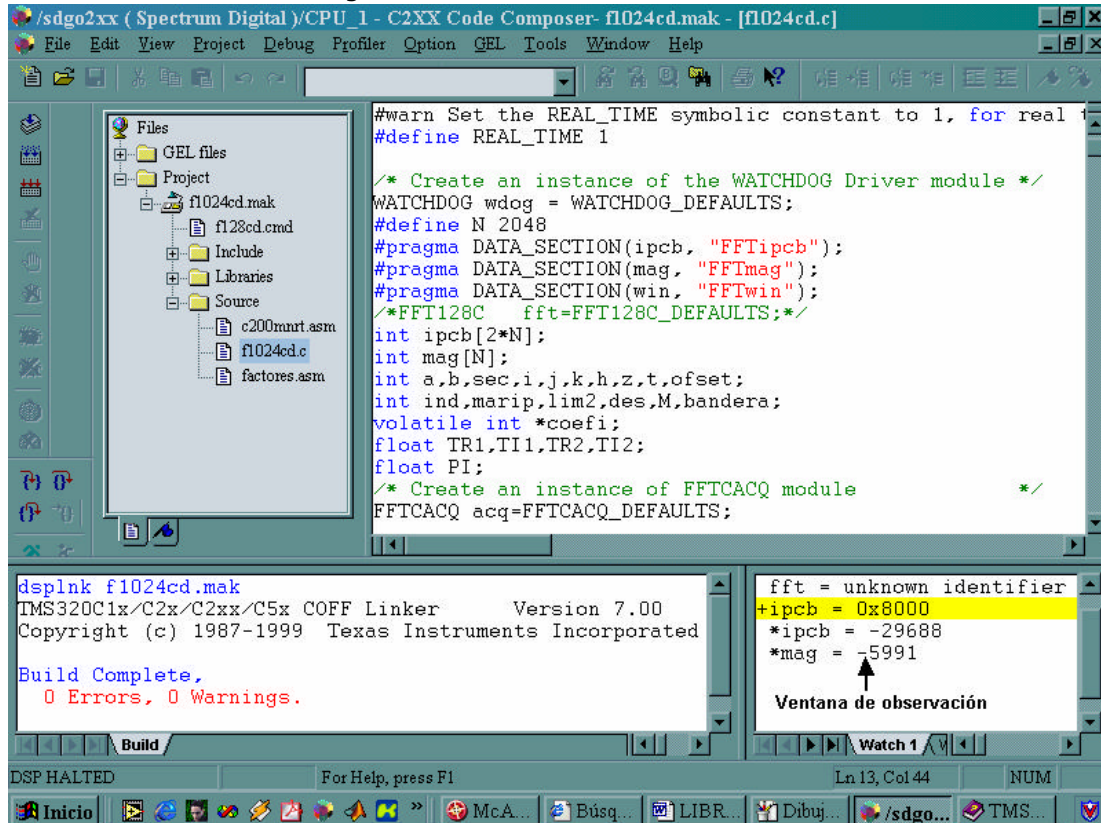 /sdgo2xx ( Spectrum Digital )/CPU_1 - C2XX Code Composer- f1024cd.mak - [f1024cd.c]
File Edit View Project Debug Profiler Option GEL Tools Window Help
Files
GEL files
Project
f1024cd.mak
f128cd.cmd
Include
Libraries
Source
c200mnrt.asm
f1024cd.c
factores.asm
#warn Set the REAL_TIME symbolic constant to 1, for real
#define REAL_TIME 1
/* Create an instance of the WATCHDOG Driver module */
WATCHDOG wdog = WATCHDOG_DEFAULTS;
#define N 2048
#pragma DATA_SECTION(ipcb, "FFTipcb");
#pragma DATA_SECTION(mag, "FFTmag");
#pragma DATA_SECTION(win, "FFTwin");
/*FFT128C fft=FFT128C_DEFAULTS;*/
int ipcb[2*N];
int mag[N];
int a,b,sec,i,j,k,h,z,t,ofset;
int ind,marip,lim2,des,M,bandera;
volatile int *coefi;
float TR1,TI1,TR2,TI2;
float PI;
/* Create an instance of FFTCACQ module */
FFTCACQ acq=FFTCACQ_DEFAULTS;
dsplnk f1024cd.mak
TMS320C1x/C2x/C2xx/C5x COFF Linker Version 7.00
Copyright (c) 1987-1999 Texas Instruments Incorporated
Build Complete,
0 Errors, 0 Warnings.
Build
fft = unknown identifier
+ipcb = 0x8000
*ipcb = -29688
*mag = -5991
Ventana de observación
Watch 1
DSP HALTED For Help, press F1 Ln 13, Col 44 NUM
Inicio » McA... Búsq... LIBR... Dibuj... /sdgo... TMS...